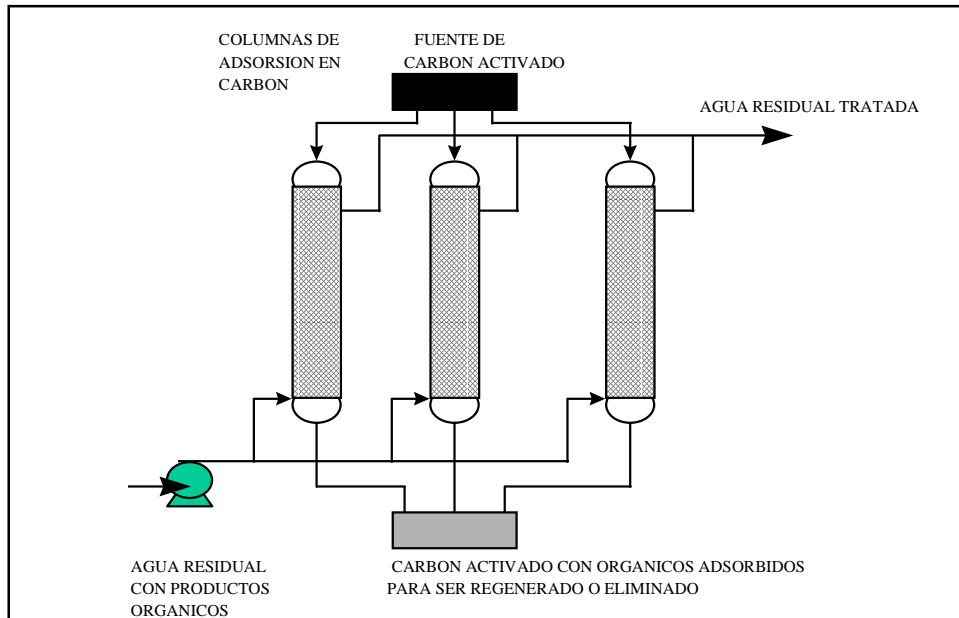 COLUMNAS DE
ADSORSION EN
CARBON
FUENTE DE
CARBON ACTIVADO
AGUA RESIDUAL TRATADA
AGUA RESIDUAL
CON PRODUCTOS
ORGANICOS
CARBON ACTIVADO CON ORGANICOS ADSORBIDOS
PARA SER REGENERADO O ELIMINADO